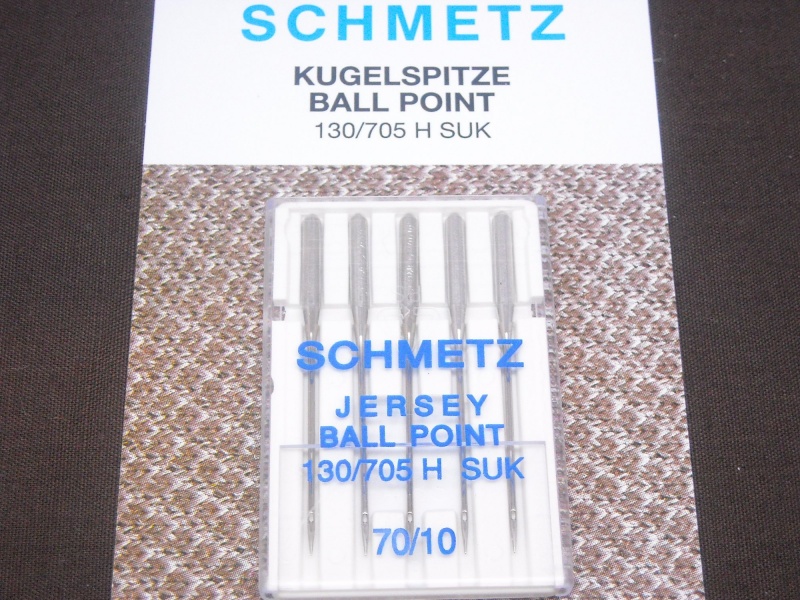 SCHMETZ
KUGELSPITZE
BALL POINT
130/705 H SUK
SCHMETZ
JERSEY
BALL POINT
130/705 H SUK
70/10